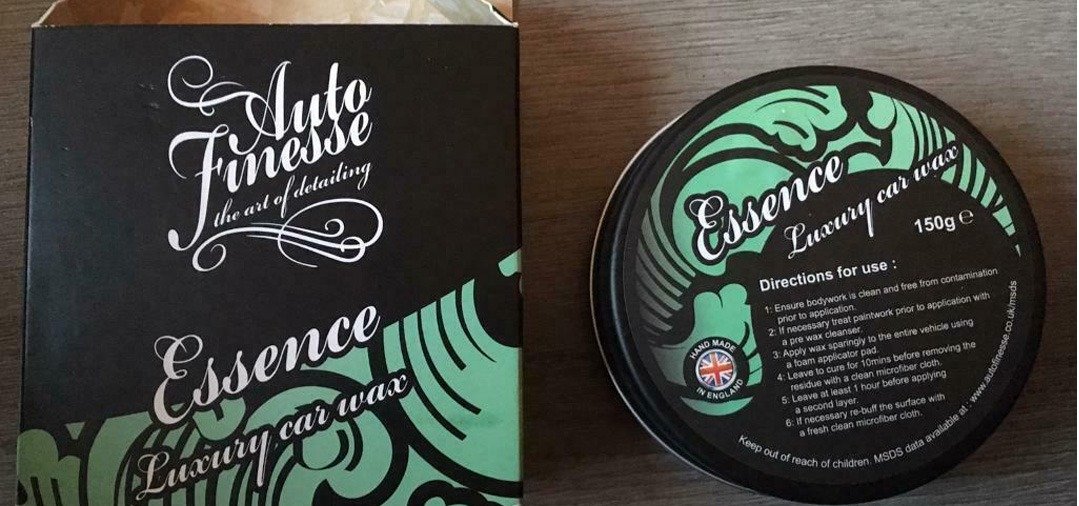 Auto
Finesse
the art of detailing
Essence
Luxury car wax
Essence
Luxury car wax
150g ℮
Directions for use :
1: Ensure bodywork is clean and free from contamination
prior to application.
2: If necessary treat paintwork prior to application with
a pre wax cleanser.
3: Apply wax sparingly to the entire vehicle using
a foam applicator pad.
4: Leave to cure for 10mins before removing the
residue with a clean microfiber cloth.
5: Leave at least 1 hour before applying
a second layer.
6: If necessary re-buff the surface with
a fresh clean microfiber cloth.
HAND MADE
IN ENGLAND
Keep out of reach of children. MSDS data available at : www.autofinesse.co.uk/msds